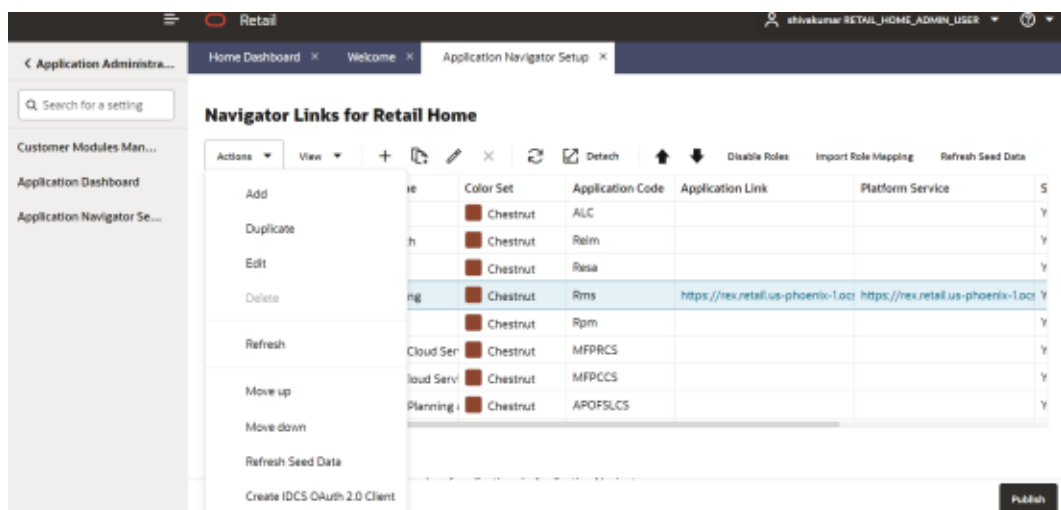 Retail
shivakumar RETAIL_HOME_ADMIN_USER
Application Administra...
Home Dashboard
Welcome
Application Navigator Setup
Search for a setting
Customer Modules Man...
Application Dashboard
Application Navigator Se...
Navigator Links for Retail Home
Actions View Detach Disable Roles Import Role Mapping Refresh Seed Data
Color Set Application Code Application Link Platform Service S
Chestnut ALC Y
Chestnut Reim Y
Chestnut Resa Y
ng Chestnut Rms https://rex.retail.us-phoenix-1.ocs https://rex.retail.us-phoenix-1.ocs Y
Chestnut Rpm Y
Cloud Ser Chestnut MFPRCS Y
loud Servi Chestnut MFPCCS Y
Planning Chestnut APOFSLCS Y
Add
Duplicate
Edit
Delete
Refresh
Move up
Move down
Refresh Seed Data
Create IDCS OAuth 2.0 Client
Publish